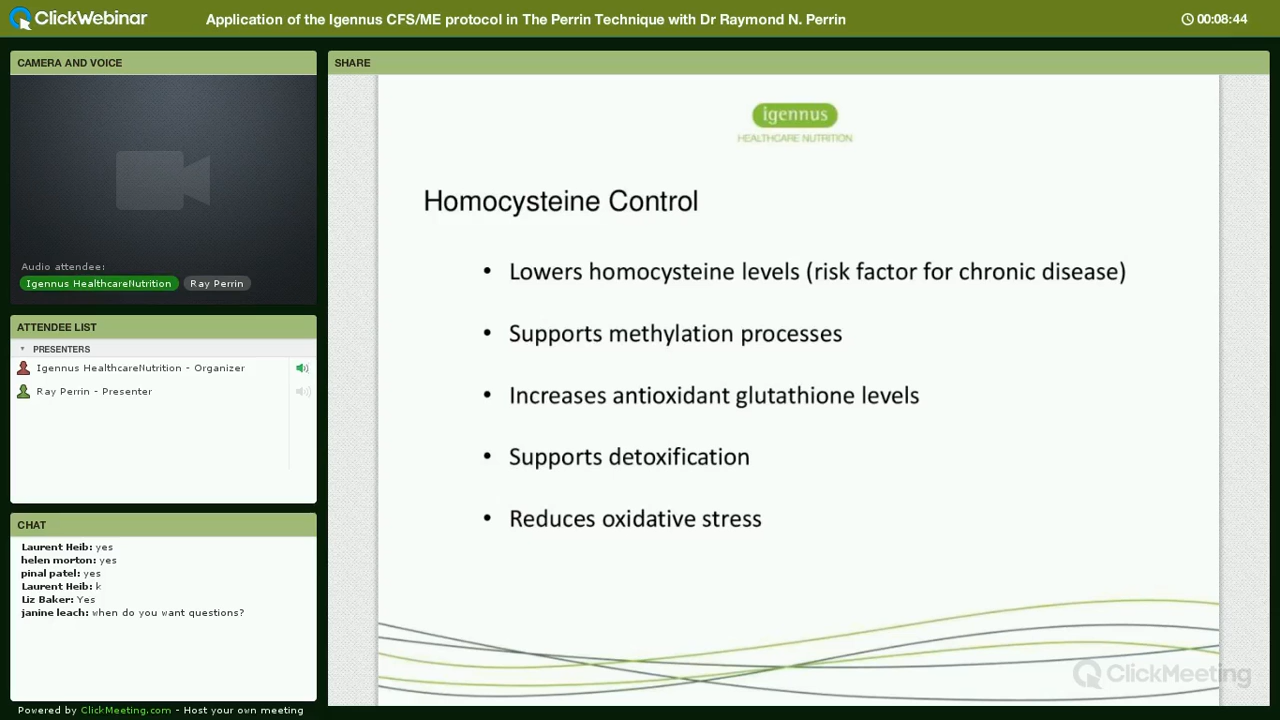 ClickWebinar
Application of the Igennus CFS/ME protocol in The Perrin Technique with Dr Raymond N. Perrin
00:08:44
CAMERA AND VOICE
Audio attendee:
Igennus HealthcareNutrition Ray Perrin
ATTENDEE LIST
PRESENTERS
Igennus HealthcareNutrition - Organizer
Ray Perrin - Presenter
CHAT
Laurent Heib: yes
helen morton: yes
pinal patel: yes
Laurent Heib: k
Liz Baker: Yes
janine leach: when do you want questions?
Powered by ClickMeeting.com - Host your own meeting
SHARE
igennus
HEALTHCARE NUTRITION
Homocysteine Control
• Lowers homocysteine levels (risk factor for chronic disease)
• Supports methylation processes
• Increases antioxidant glutathione levels
• Supports detoxification
• Reduces oxidative stress
ClickMeeting